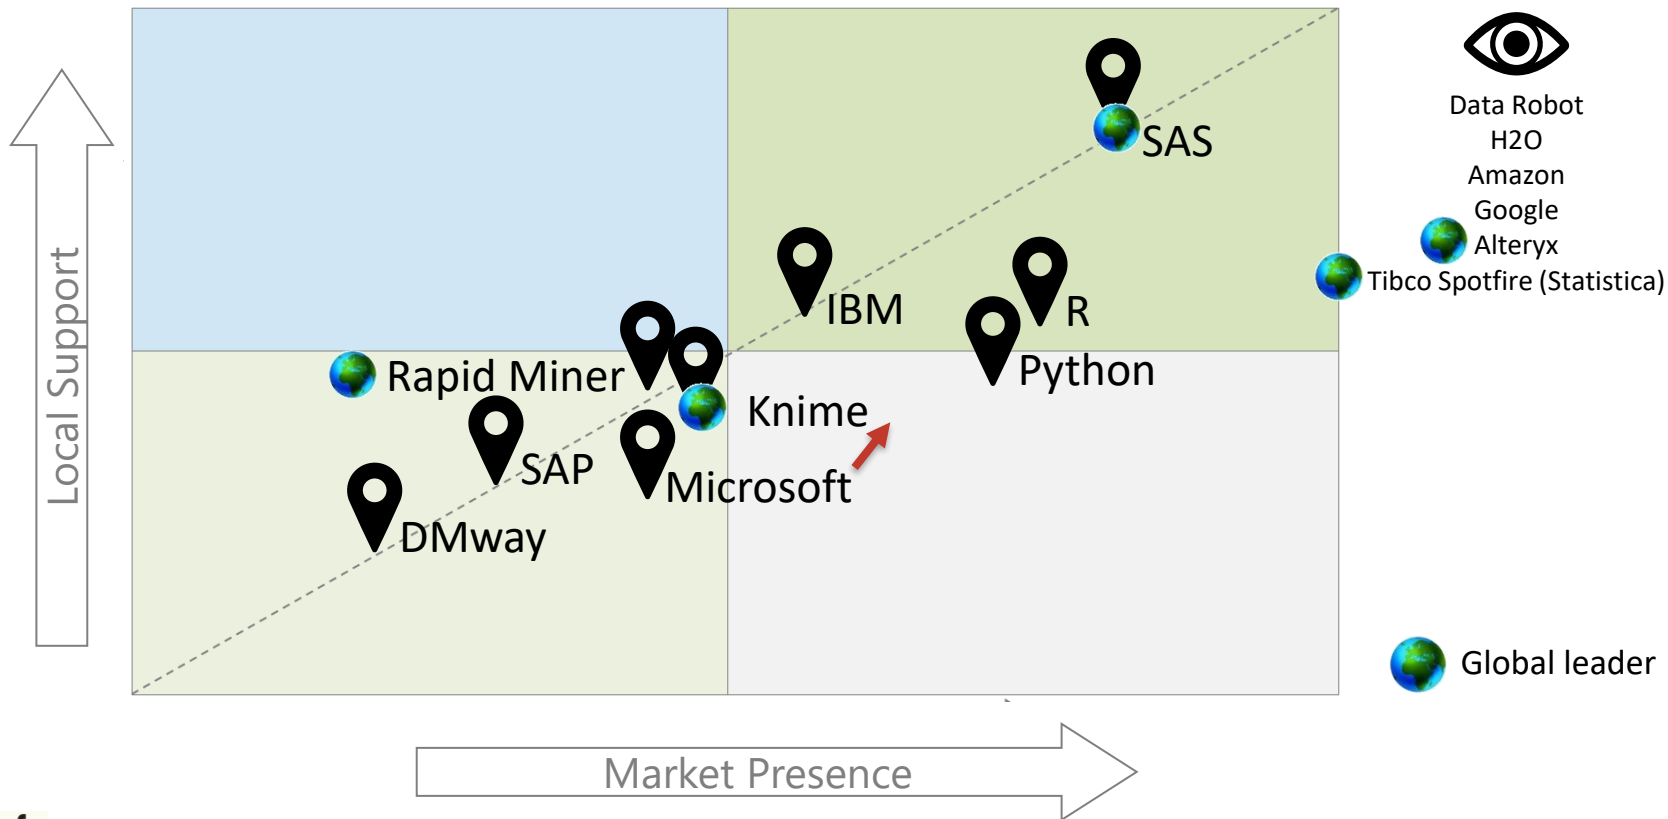 Data Robot
H2O
Amazon
Google
Alteryx
Tibco Spotfire (Statistica)
SAS
IBM
R
Python
Rapid Miner
Knime
SAP
Microsoft
DMway
Local Support
Global leader
Market Presence